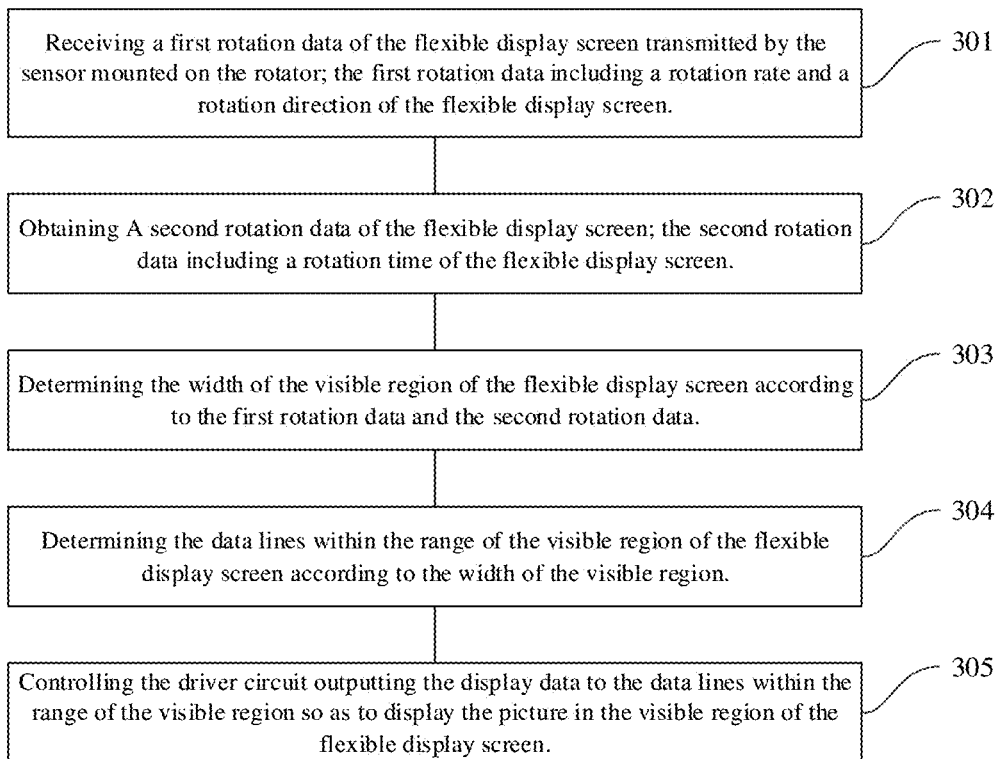 Receiving a first rotation data of the flexible display screen transmitted by the
sensor mounted on the rotator; the first rotation data including a rotation rate and a
rotation direction of the flexible display screen.
301
Obtaining A second rotation data of the flexible display screen; the second rotation
data including a rotation time of the flexible display screen.
302
Determining the width of the visible region of the flexible display screen according
to the first rotation data and the second rotation data.
303
Determining the data lines within the range of the visible region of the flexible
display screen according to the width of the visible region.
304
Controlling the driver circuit outputting the display data to the data lines within the
range of the visible region so as to display the picture in the visible region of the
flexible display screen.
305